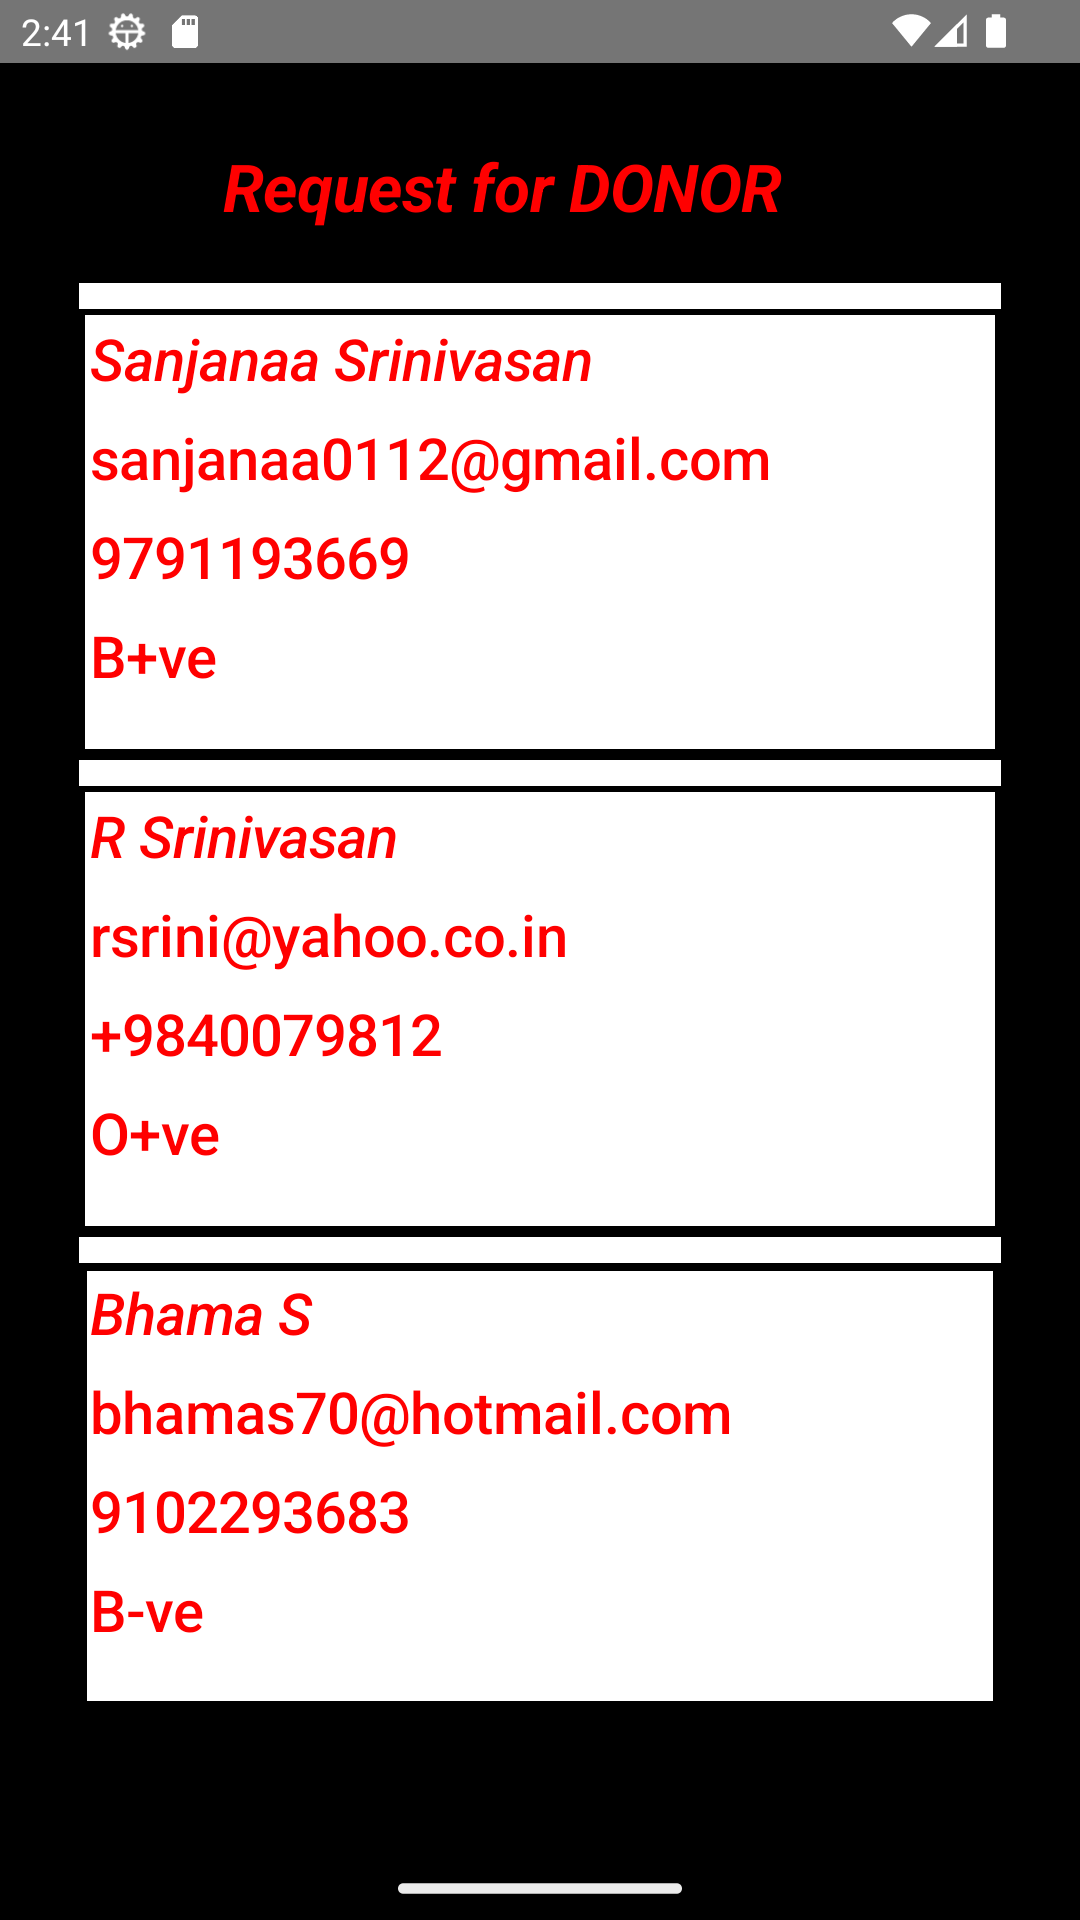 2:41
Request for DONOR
Sanjanaa Srinivasan
sanjanaa0112@gmail.com
9791193669
B+ve
R Srinivasan
rsrini@yahoo.co.in
+9840079812
O+ve
Bhama S
bhamas70@hotmail.com
9102293683
B-ve